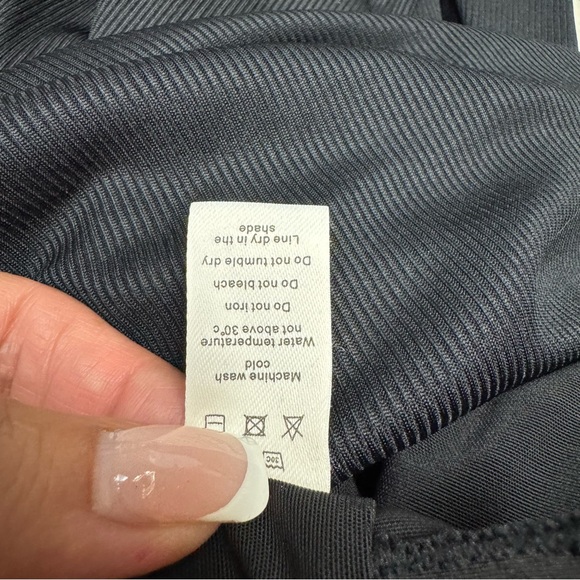 30C
Machine wash
cold
Water temperature
not above 30°c
Do not iron
Do not bleach
Do not tumble dry
Line dry in the
shade